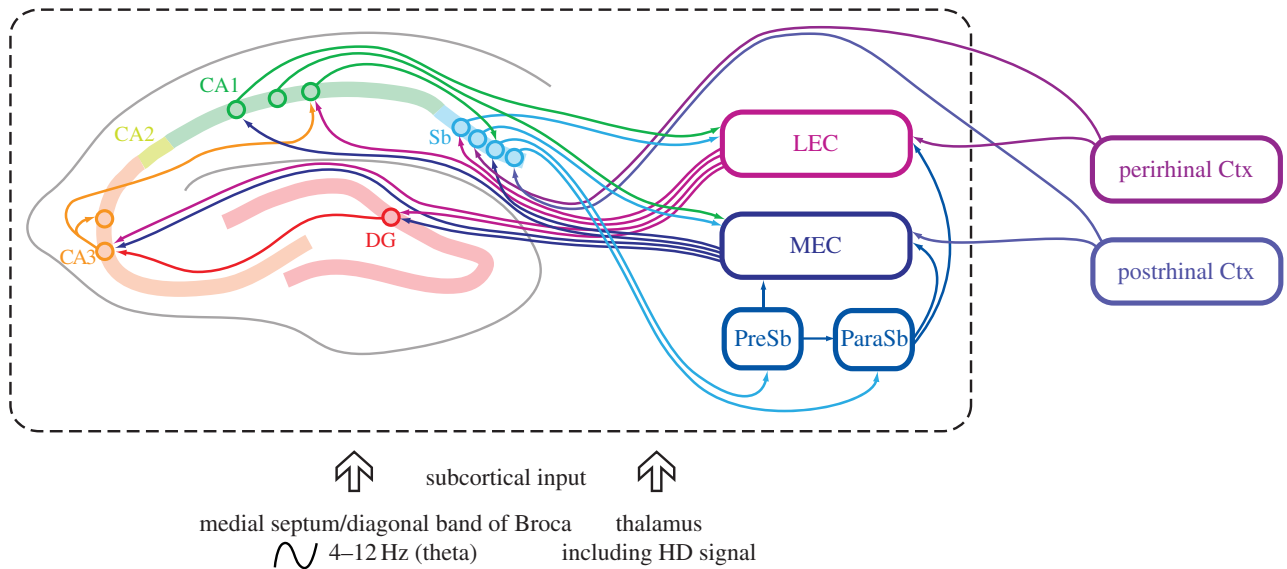 CA1
CA2
Sb
LEC
perirhinal Ctx
CA3
DG
MEC
postrhinal Ctx
PreSb
ParaSb
subcortical input
medial septum/diagonal band of Broca
4–12 Hz (theta)
thalamus
including HD signal